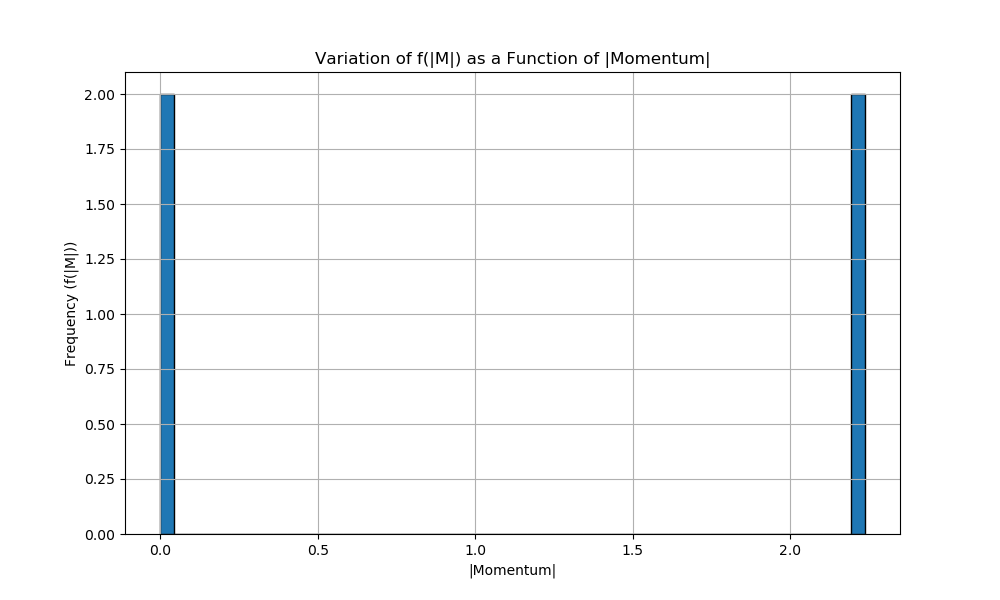 Variation of f(|M|) as a Function of |Momentum|
Frequency (f(|M|))
2.00
1.75
1.50
1.25
1.00
0.75
0.50
0.25
0.00
0.0 0.5 1.0 1.5 2.0
|Momentum|